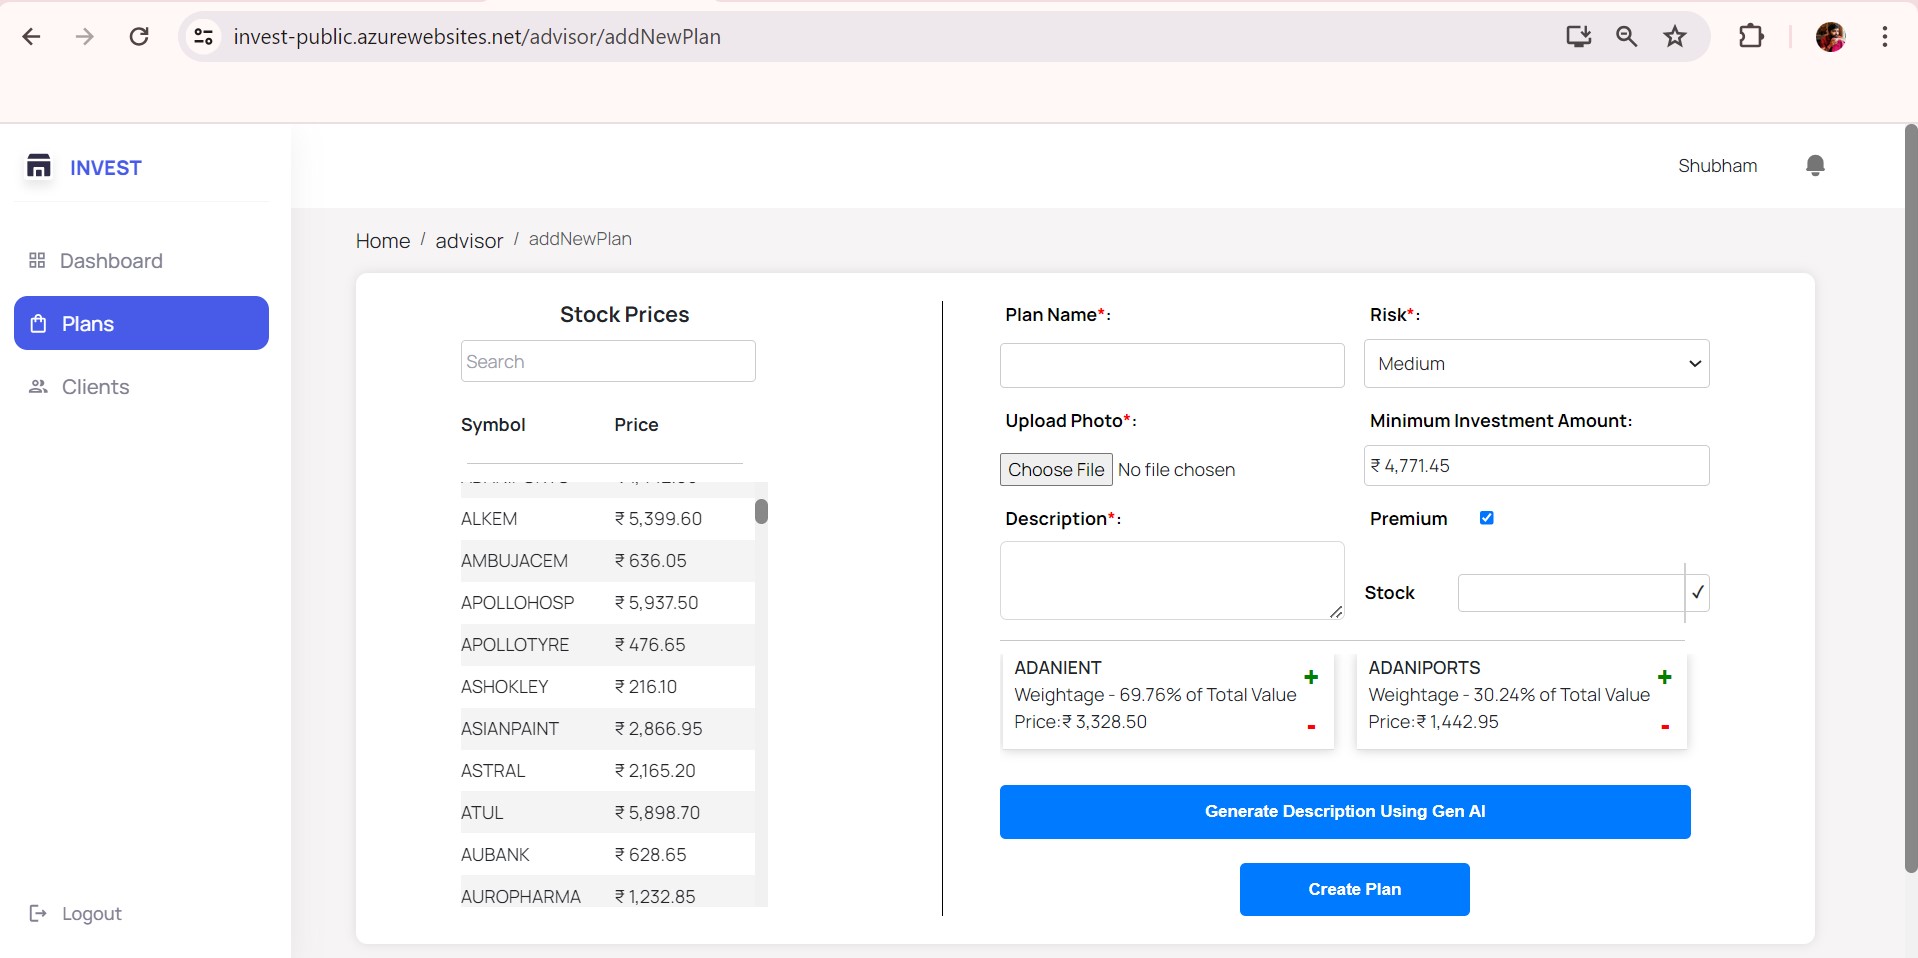 invest-public.azurewebsites.net/advisor/addNewPlan
INVEST
Shubham
Dashboard
Plans
Clients
Logout
Home / advisor / addNewPlan
Stock Prices
Search
Symbol Price
ALKEM ₹ 5,399.60
AMBUJACEM ₹ 636.05
APOLLOHOSP ₹ 5,937.50
APOLLOTYRE ₹ 476.65
ASHOKLEY ₹ 216.10
ASIANPAINT ₹ 2,866.95
ASTRAL ₹ 2,165.20
ATUL ₹ 5,898.70
AUBANK ₹ 628.65
AUROPHARMA ₹ 1,232.85
Plan Name*:
Risk*:
Medium
Upload Photo*:
Choose File No file chosen
Minimum Investment Amount:
₹ 4,771.45
Description*:
Premium
Stock
ADANIENT
Weightage - 69.76% of Total Value
Price:₹ 3,328.50
+
-
ADANIPORTS
Weightage - 30.24% of Total Value
Price:₹ 1,442.95
+
-
Generate Description Using Gen AI
Create Plan